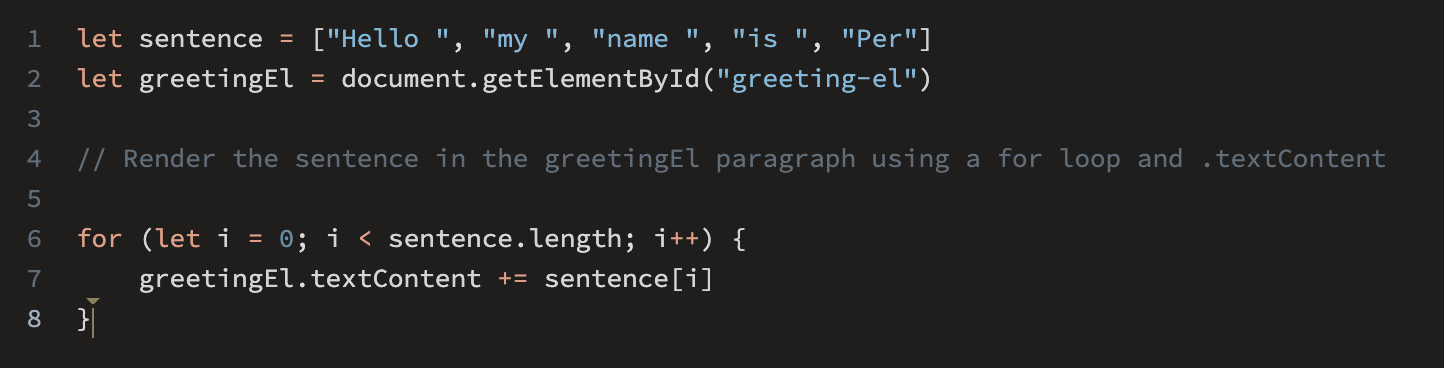 1 let sentence = ["Hello ", "my ", "name ", "is ", "Per"]
2 let greetingEl = document.getElementById("greeting-el")
3
4 // Render the sentence in the greetingEl paragraph using a for loop and .textContent
5
6 for (let i = 0; i < sentence.length; i++) {
7     greetingEl.textContent += sentence[i]
8 }